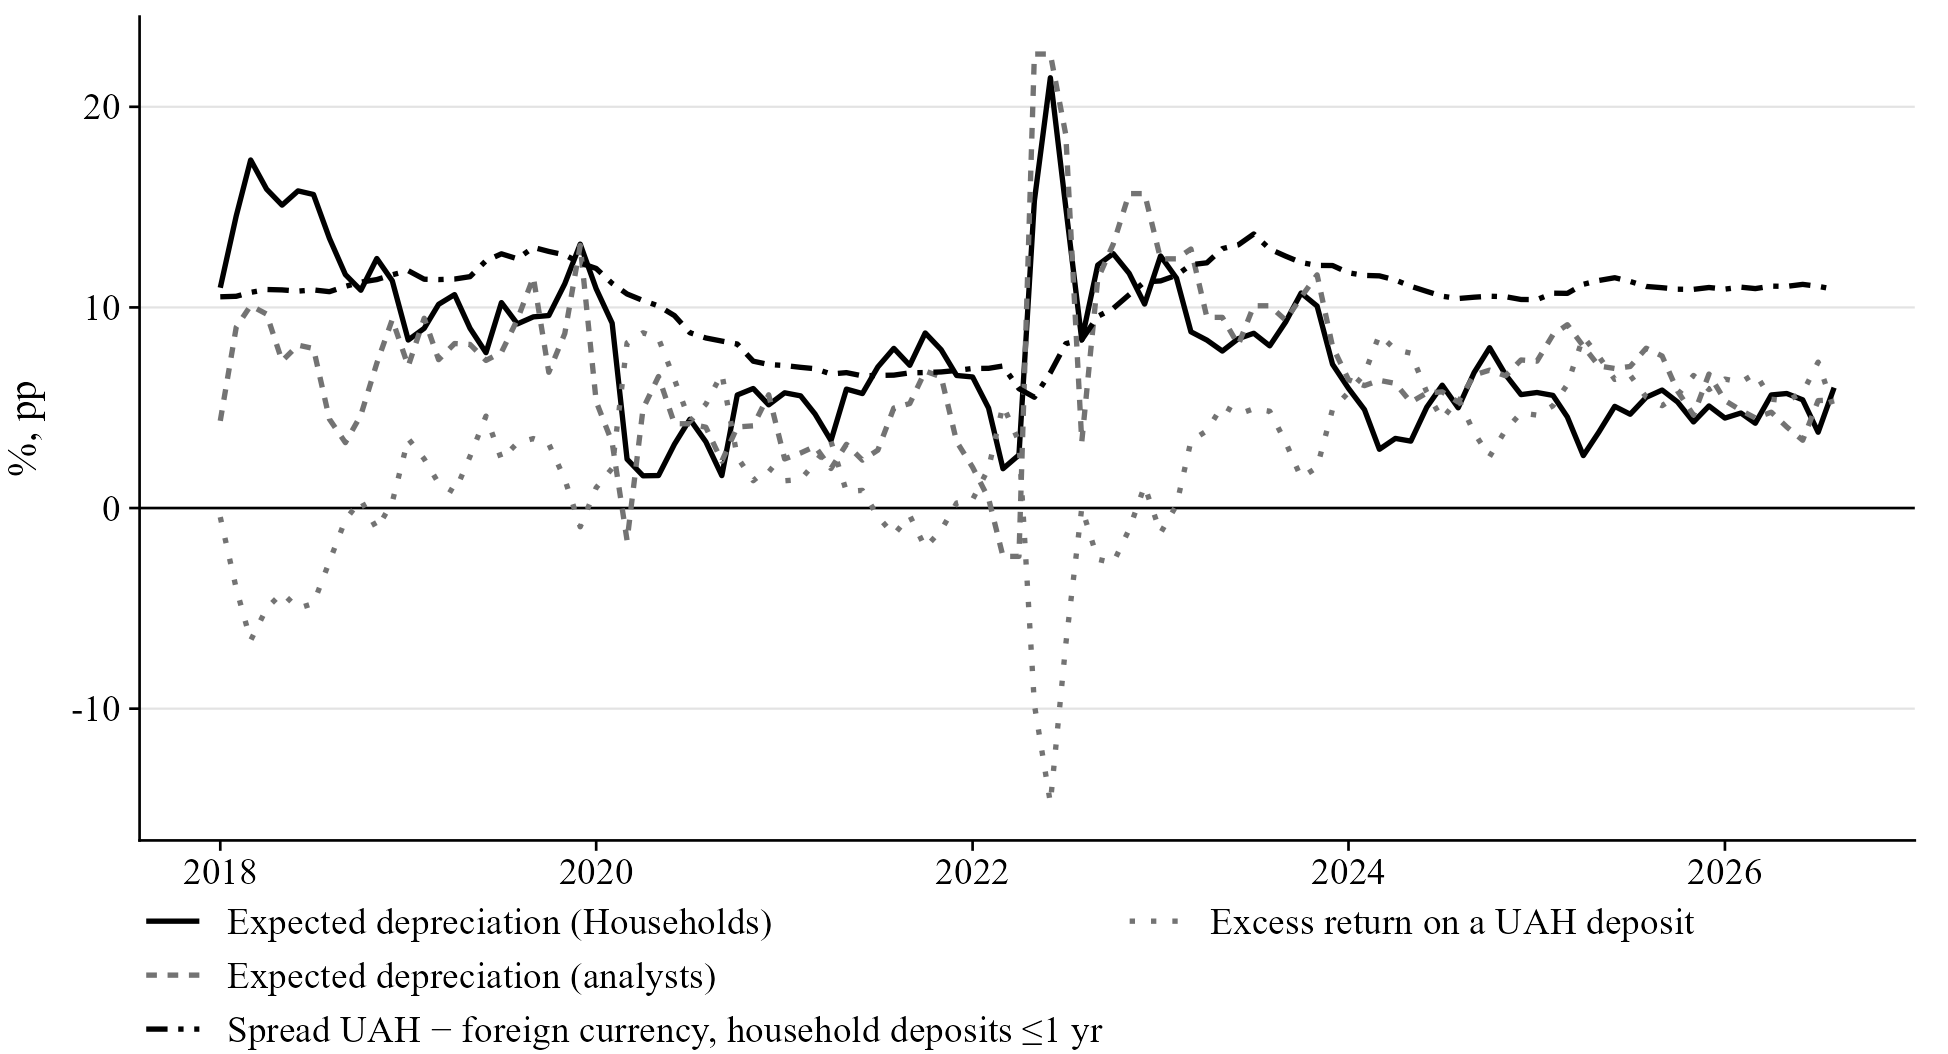 %, pp
20
10
0
-10
2018 2020 2022 2024 2026
Expected depreciation (Households)
Expected depreciation (analysts)
Spread UAH − foreign currency, household deposits ≤1 yr
Excess return on a UAH deposit